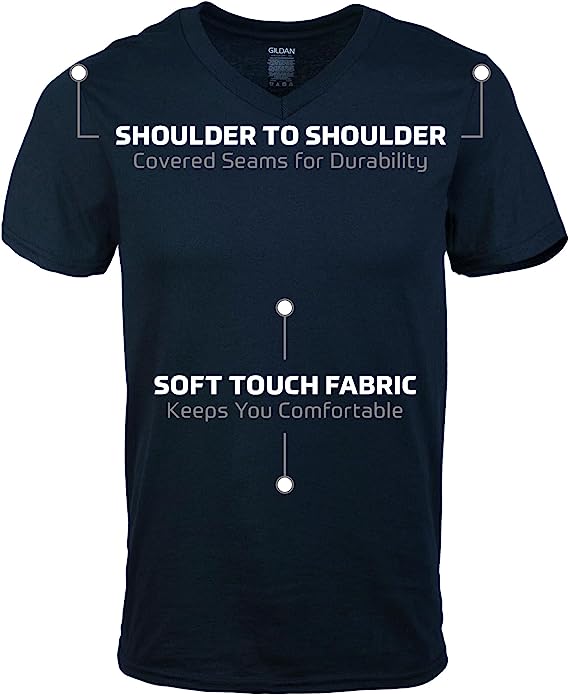 GILDAN
SHOULDER TO SHOULDER
Covered Seams for Durability
SOFT TOUCH FABRIC
Keeps You Comfortable